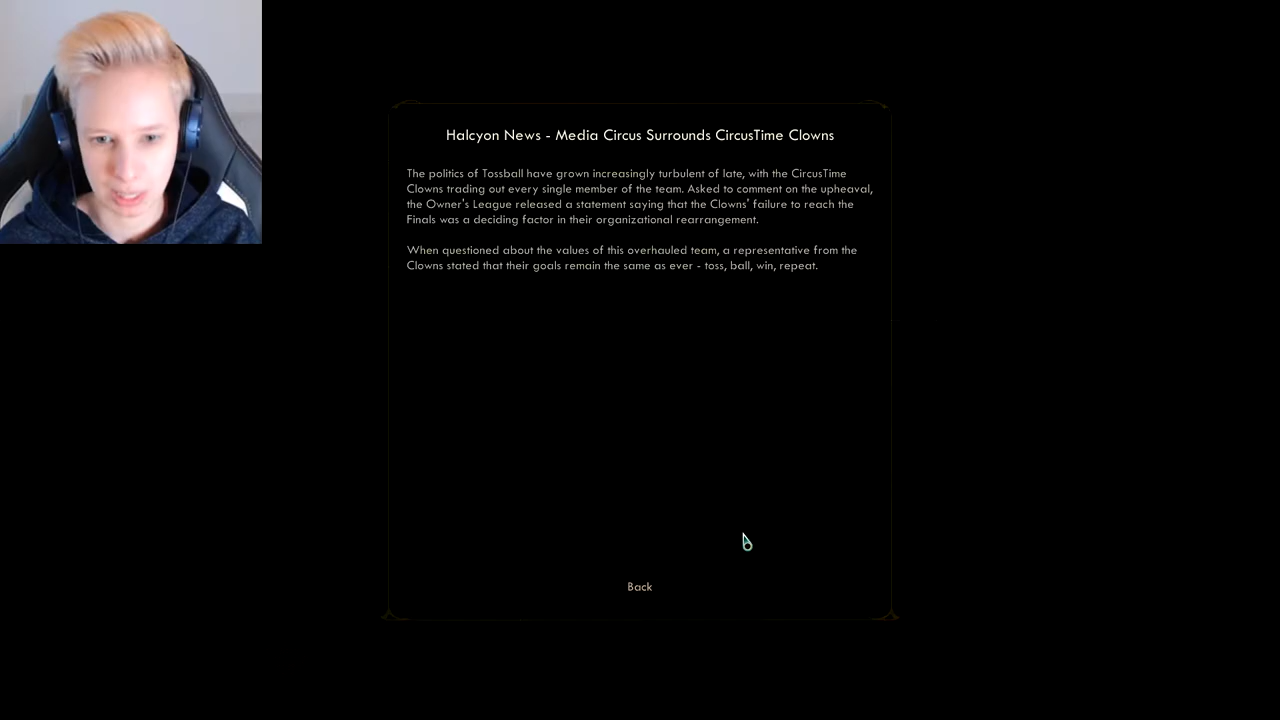 Halcyon News - Media Circus Surrounds CircusTime Clowns
The politics of Tossball have grown increasingly turbulent of late, with the CircusTime
Clowns trading out every single member of the team. Asked to comment on the upheaval,
the Owner's League released a statement saying that the Clowns' failure to reach the
Finals was a deciding factor in their organizational rearrangement.
When questioned about the values of this overhauled team, a representative from the
Clowns stated that their goals remain the same as ever - toss, ball, win, repeat.
Back